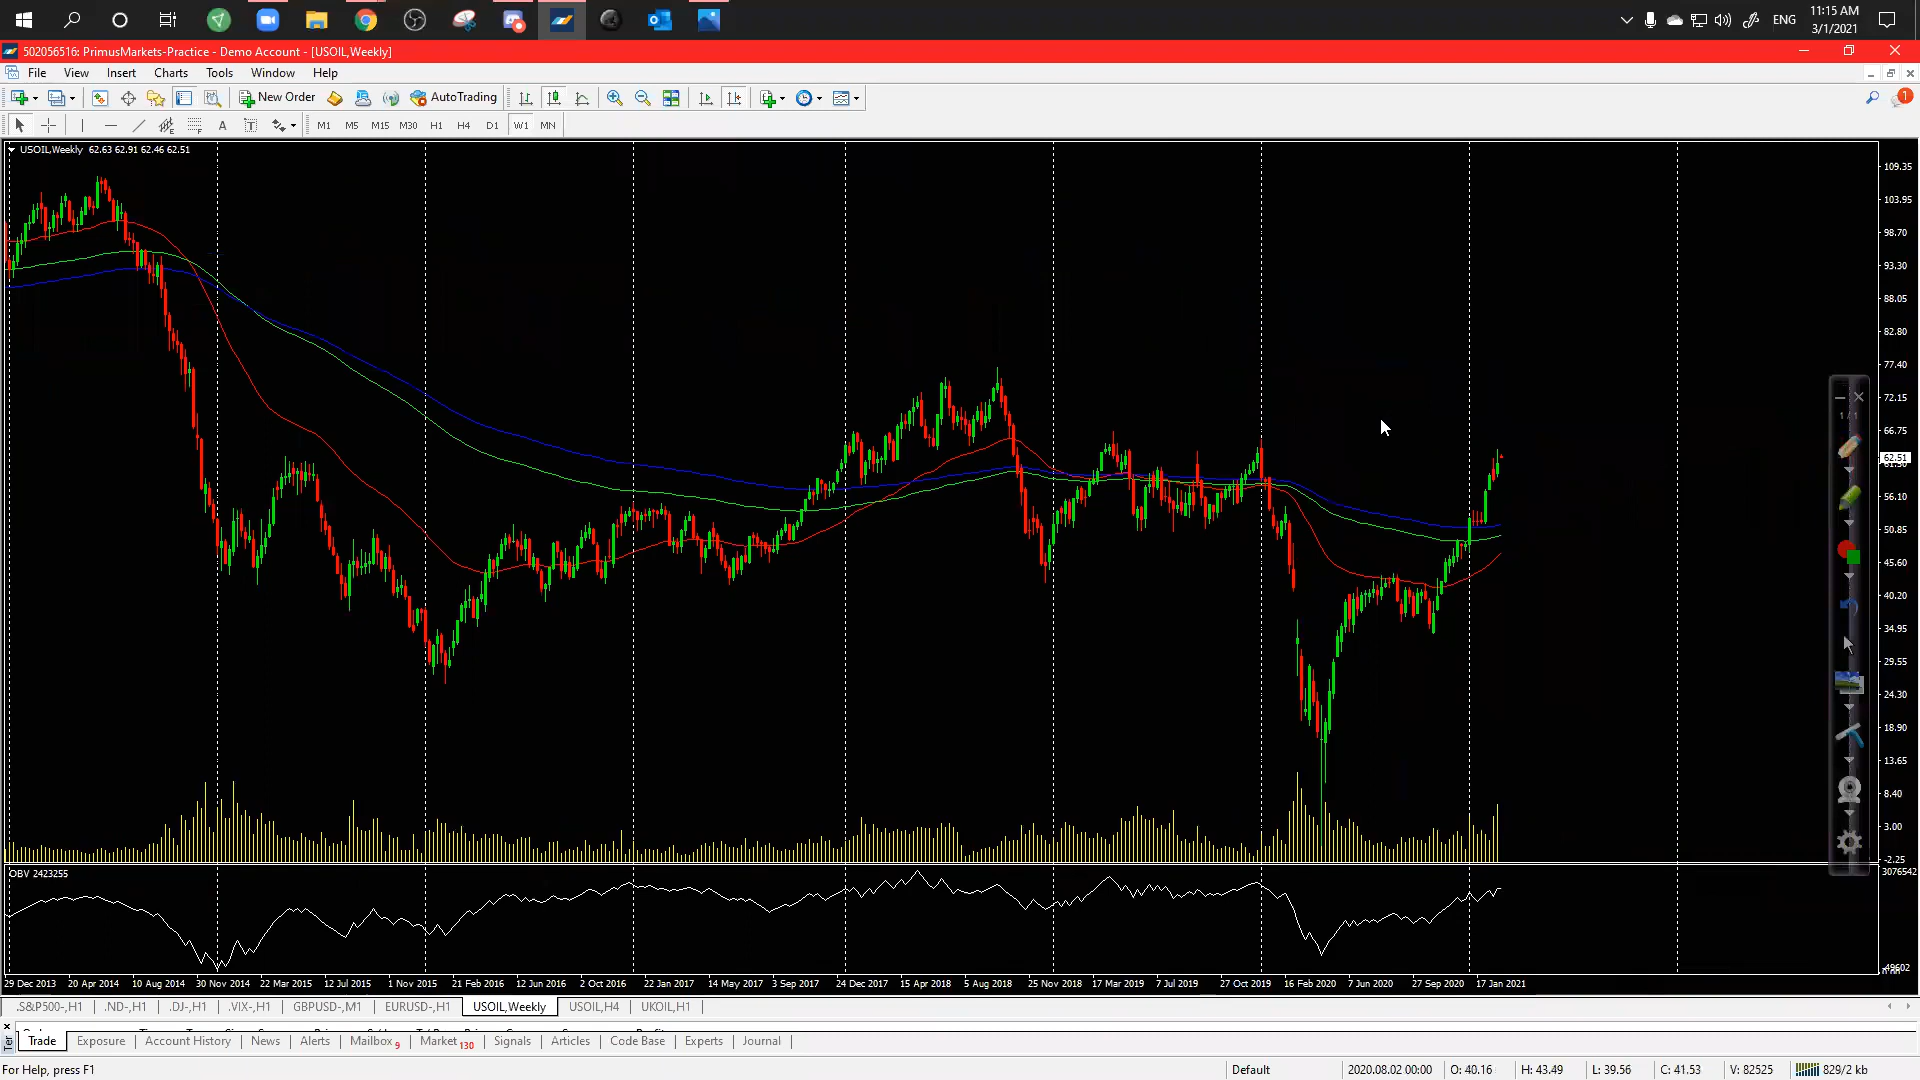 11:15 AM
ENG
3/1/2021
502056516: PrimusMarkets-Practice - Demo Account - [USOIL,Weekly]
File View Insert Charts Tools Window Help
New Order AutoTrading 1
A T M1 M5 M15 M30 H1 H4 D1 W1 MN
USOIL,Weekly 62.63 62.91 62.46 62.51
109.35
103.95
98.70
93.30
88.05
82.80
77.40
72.15
66.75
62.51
56.10
50.85
45.60
40.20
34.95
29.55
24.30
18.90
13.65
8.40
3.00
-2.25
1 / 1
OBV 2423255
3076542
-49602
29 Dec 2013 20 Apr 2014 10 Aug 2014 30 Nov 2014 22 Mar 2015 12 Jul 2015 1 Nov 2015 21 Feb 2016 12 Jun 2016 2 Oct 2016 22 Jan 2017 14 May 2017 3 Sep 2017 24 Dec 2017 15 Apr 2018 5 Aug 2018 25 Nov 2018 17 Mar 2019 7 Jul 2019 27 Oct 2019 16 Feb 2020 7 Jun 2020 27 Sep 2020 17 Jan 2021
.S&P500-,H1 .ND-,H1 .DJ-,H1 .VIX-,H1 GBPUSD-,M1 EURUSD-,H1 USOIL,Weekly USOIL,H4 UKOIL,H1
Trade Exposure Account History News Alerts Mailbox 9 Market 130 Signals Articles Code Base Experts Journal
For Help, press F1 Default 2020.08.02 00:00 O: 40.16 H: 43.49 L: 39.56 C: 41.53 V: 82525 829/2 kb